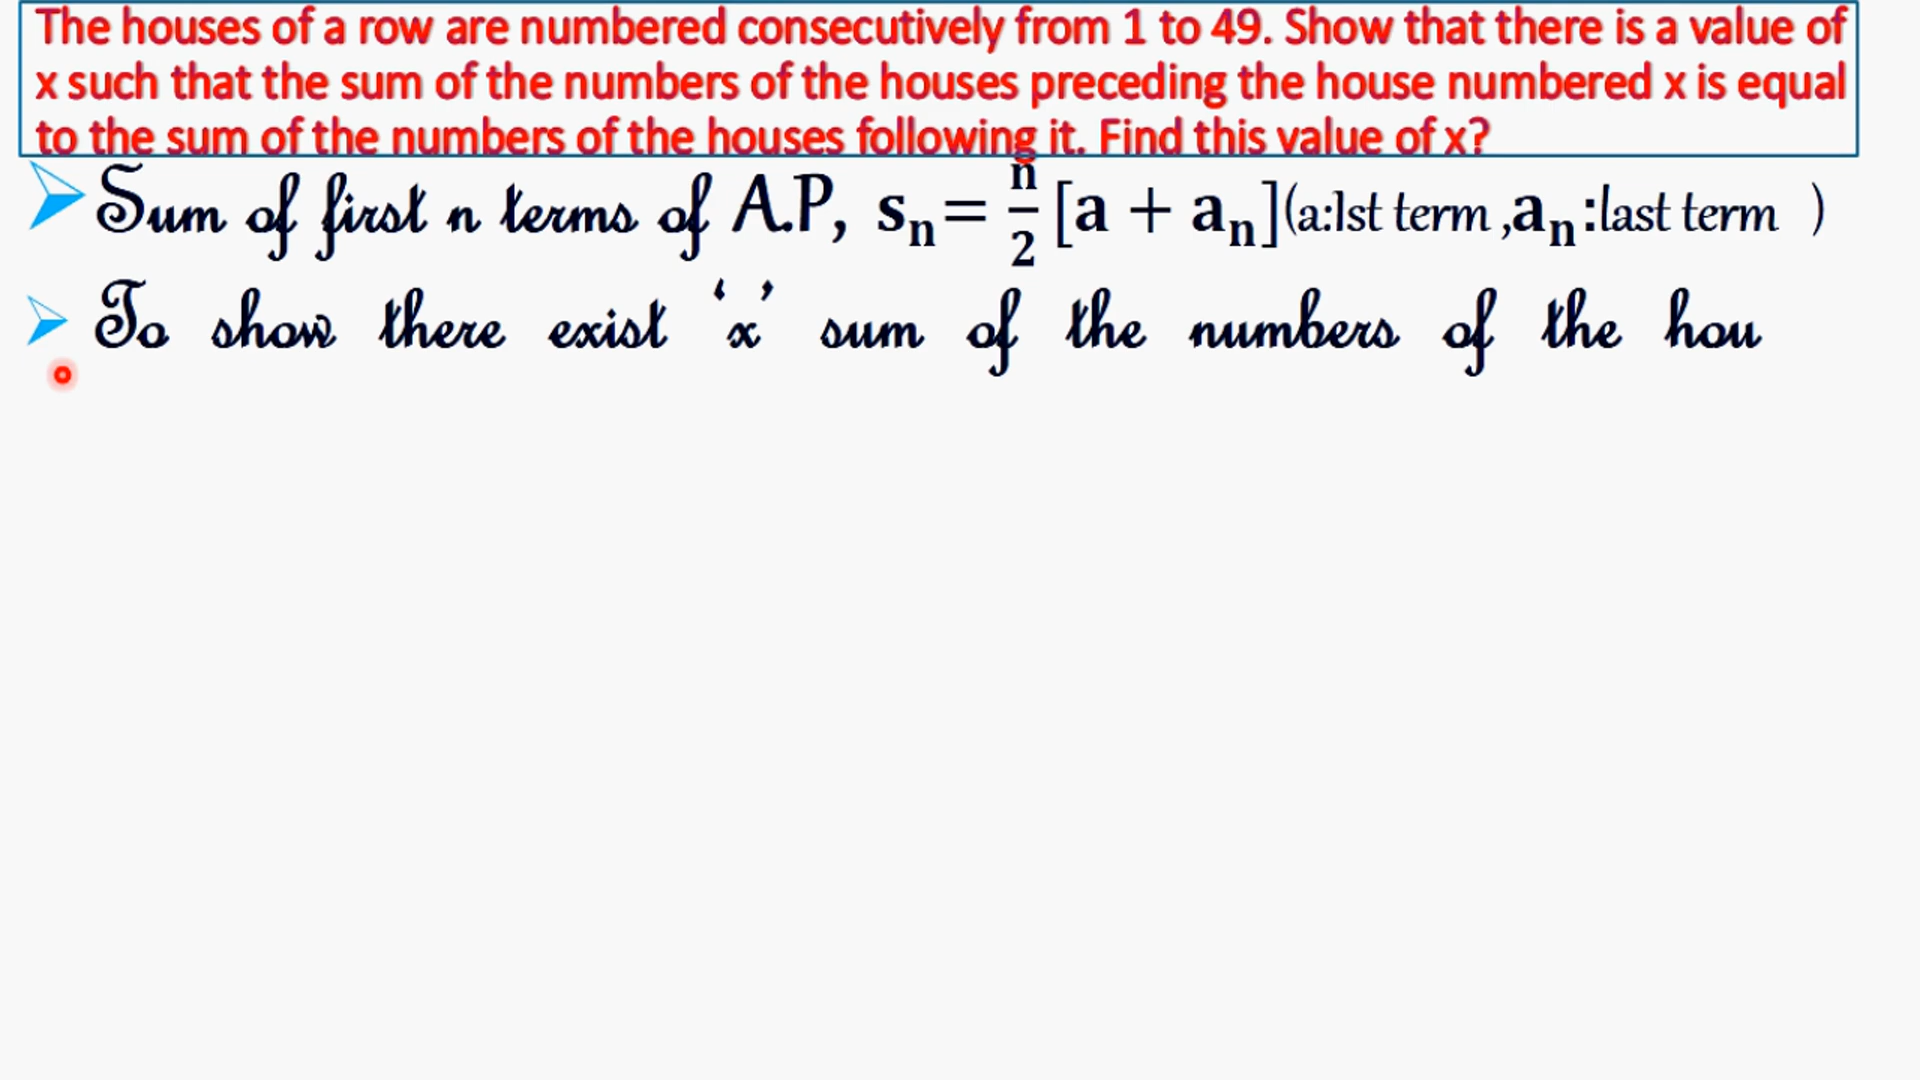 The houses of a row are numbered consecutively from 1 to 49. Show that there is a value of
x such that the sum of the numbers of the houses preceding the house numbered x is equal
to the sum of the numbers of the houses following it. Find this value of x?
Sum of first n terms of A.P, sₙ= n/2 [a + aₙ](a:1st term ,aₙ:last term )
To show there exist ‘x’ sum of the numbers of the hou